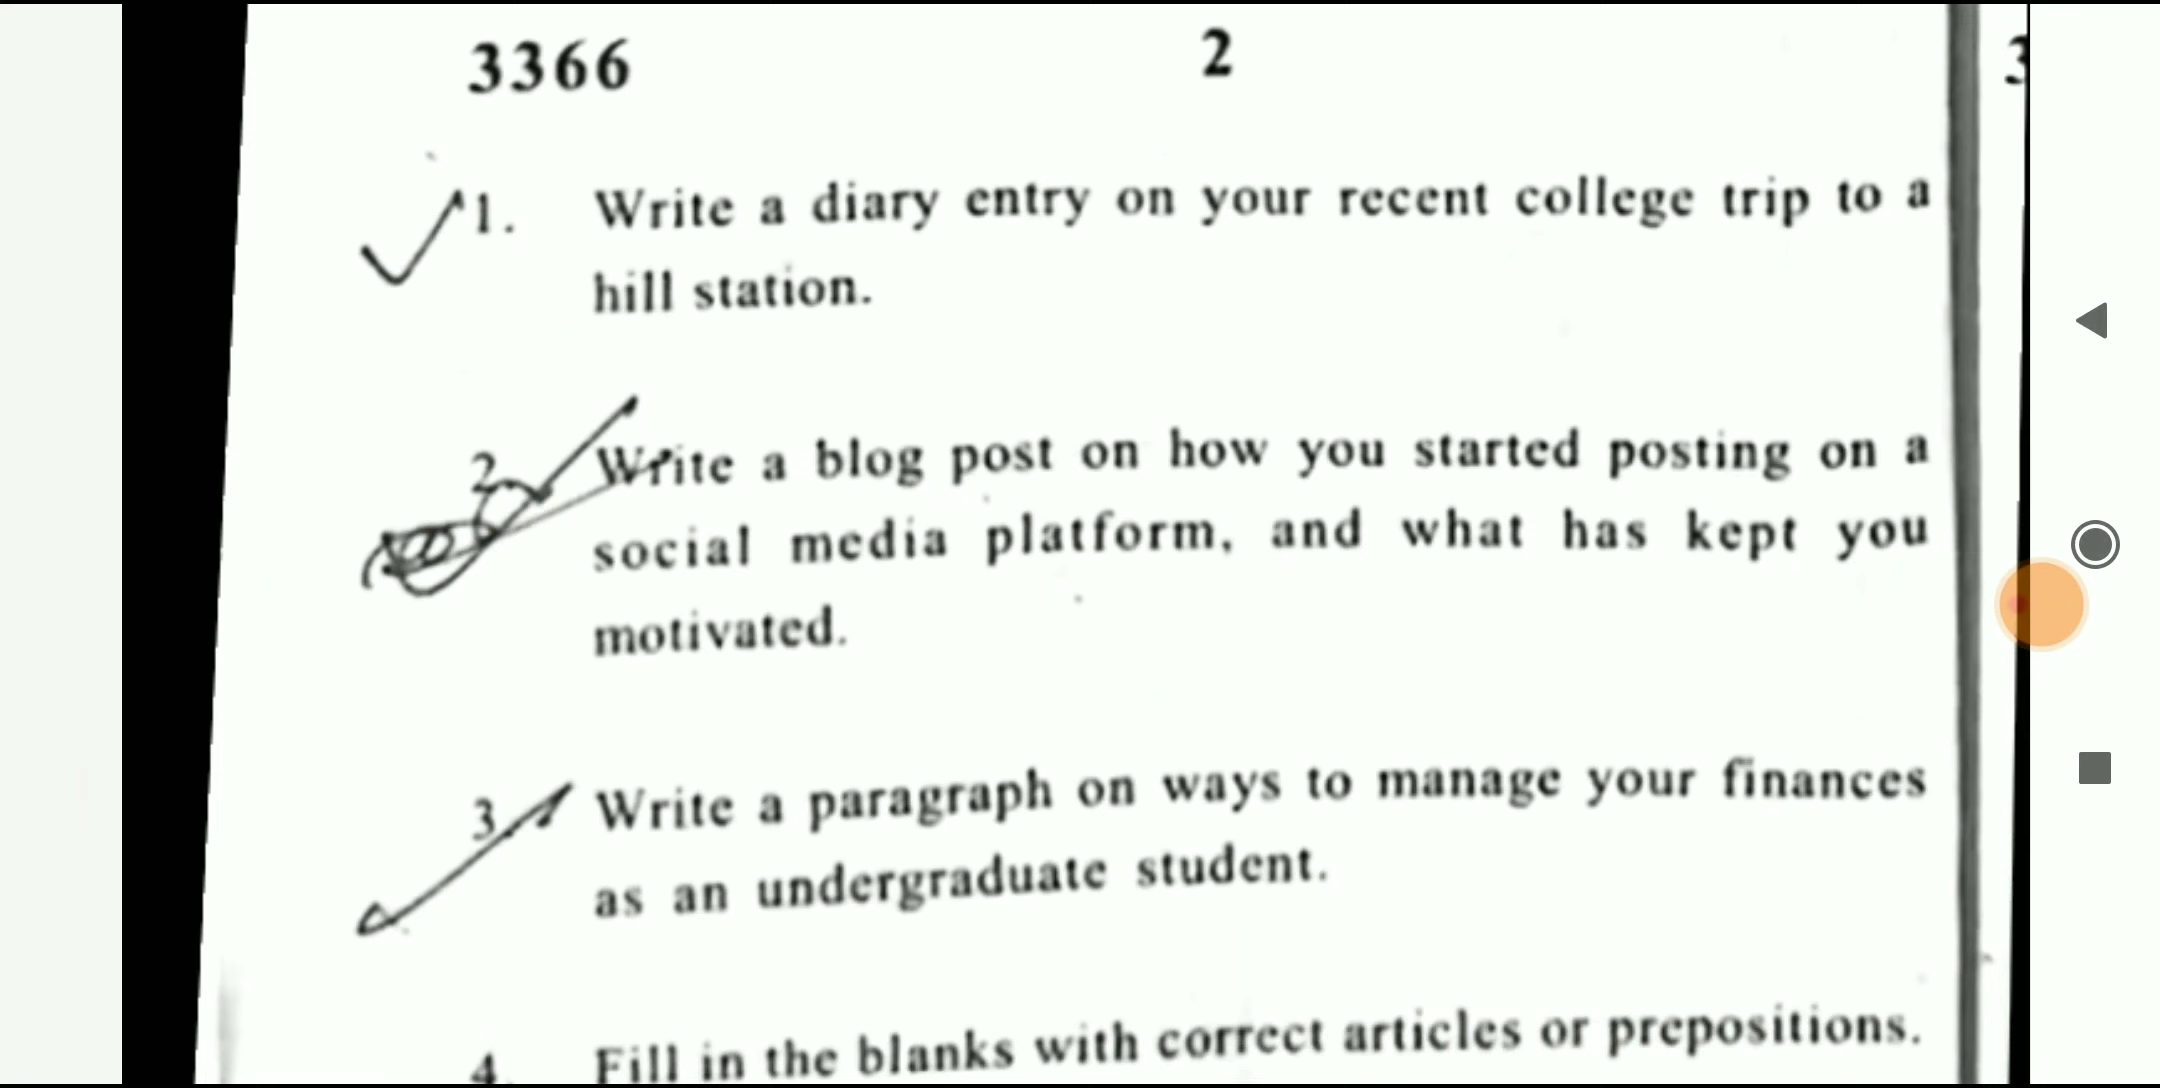 3366 2
1. Write a diary entry on your recent college trip to a
hill station.
2. Write a blog post on how you started posting on a
social media platform, and what has kept you
motivated.
3. Write a paragraph on ways to manage your finances
as an undergraduate student.
4. Fill in the blanks with correct articles or prepositions.